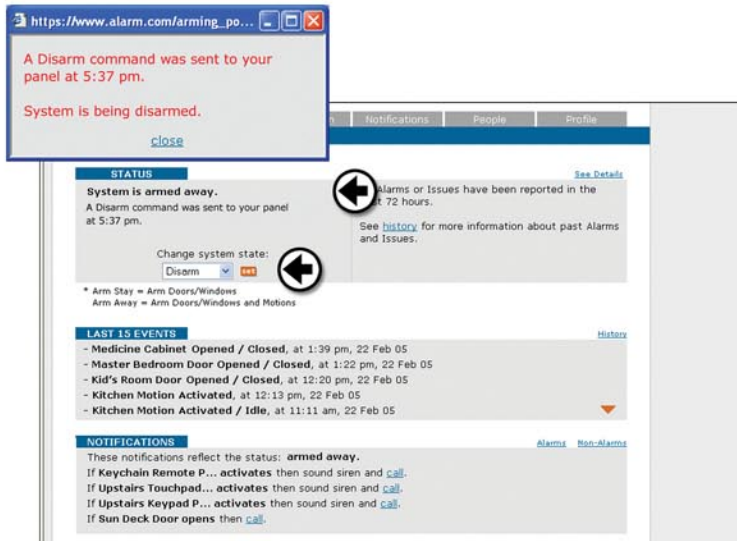 https://www.alarm.com/arming_po...
A Disarm command was sent to your
panel at 5:37 pm.
System is being disarmed.
close
Notifications People Profile
STATUS
See Details
System is armed away.
A Disarm command was sent to your panel
at 5:37 pm.
Change system state:
Disarm set
Alarms or Issues have been reported in the
72 hours.
See history for more information about past Alarms
and Issues.
* Arm Stay = Arm Doors/Windows
Arm Away = Arm Doors/Windows and Motions
LAST 15 EVENTS
History
- Medicine Cabinet Opened / Closed, at 1:39 pm, 22 Feb 05
- Master Bedroom Door Opened / Closed, at 1:22 pm, 22 Feb 05
- Kid's Room Door Opened / Closed, at 12:20 pm, 22 Feb 05
- Kitchen Motion Activated, at 12:13 pm, 22 Feb 05
- Kitchen Motion Activated / Idle, at 11:11 am, 22 Feb 05
NOTIFICATIONS
Alarms Non-Alarms
These notifications reflect the status: armed away.
If Keychain Remote P... activates then sound siren and call.
If Upstairs Touchpad... activates then sound siren and call.
If Upstairs Keypad P... activates then sound siren and call.
If Sun Deck Door opens then call.